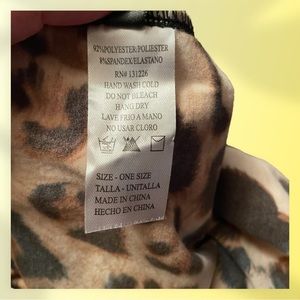 92%POLYESTER/POLIESTER
8%SPANDEX/ELASTANO
RN# 131226
HAND WASH COLD
DO NOT BLEACH
HANG DRY
LAVE FRIO A MANO
NO USAR CLORO
SIZE - ONE SIZE
TALLA - UNITALLA
MADE IN CHINA
HECHO EN CHINA